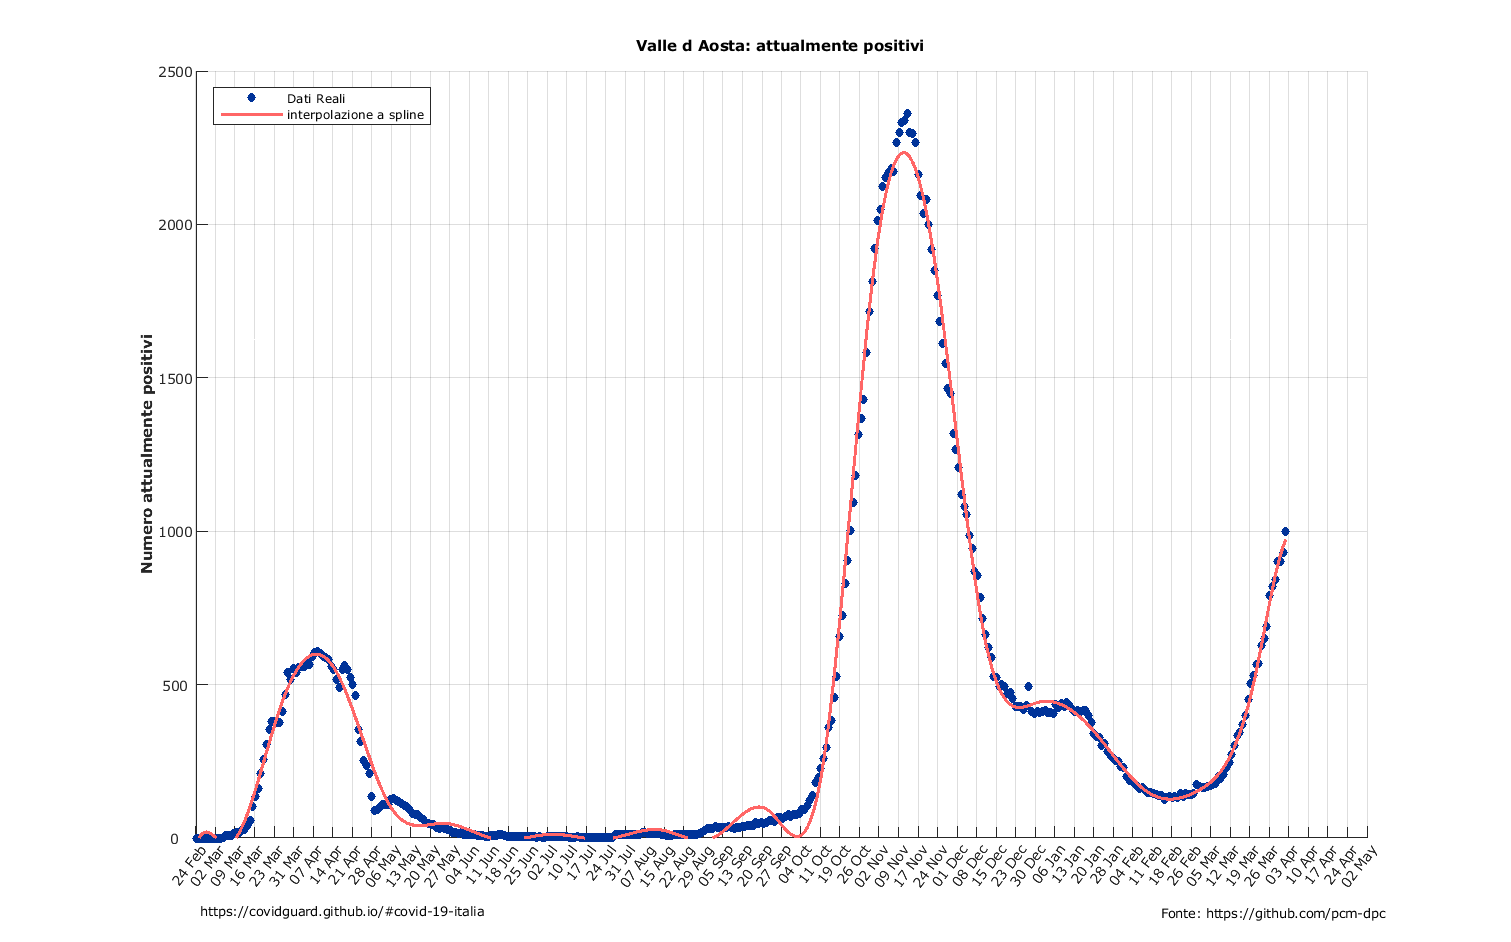 Valle d Aosta: attualmente positivi
Dati Reali
interpolazione a spline
Numero attualmente positivi
2500
2000
1500
1000
500
0
24 Feb
02 Mar
09 Mar
16 Mar
23 Mar
31 Mar
07 Apr
14 Apr
21 Apr
28 Apr
06 May
13 May
20 May
27 May
04 Jun
11 Jun
18 Jun
25 Jun
02 Jul
10 Jul
17 Jul
24 Jul
31 Jul
07 Aug
15 Aug
22 Aug
29 Aug
05 Sep
13 Sep
20 Sep
27 Sep
04 Oct
11 Oct
19 Oct
26 Oct
02 Nov
09 Nov
17 Nov
24 Nov
01 Dec
08 Dec
15 Dec
23 Dec
30 Dec
06 Jan
13 Jan
20 Jan
28 Jan
04 Feb
11 Feb
18 Feb
26 Feb
05 Mar
12 Mar
19 Mar
26 Mar
03 Apr
10 Apr
17 Apr
24 Apr
02 May
https://covidguard.github.io/#covid-19-italia
Fonte: https://github.com/pcm-dpc